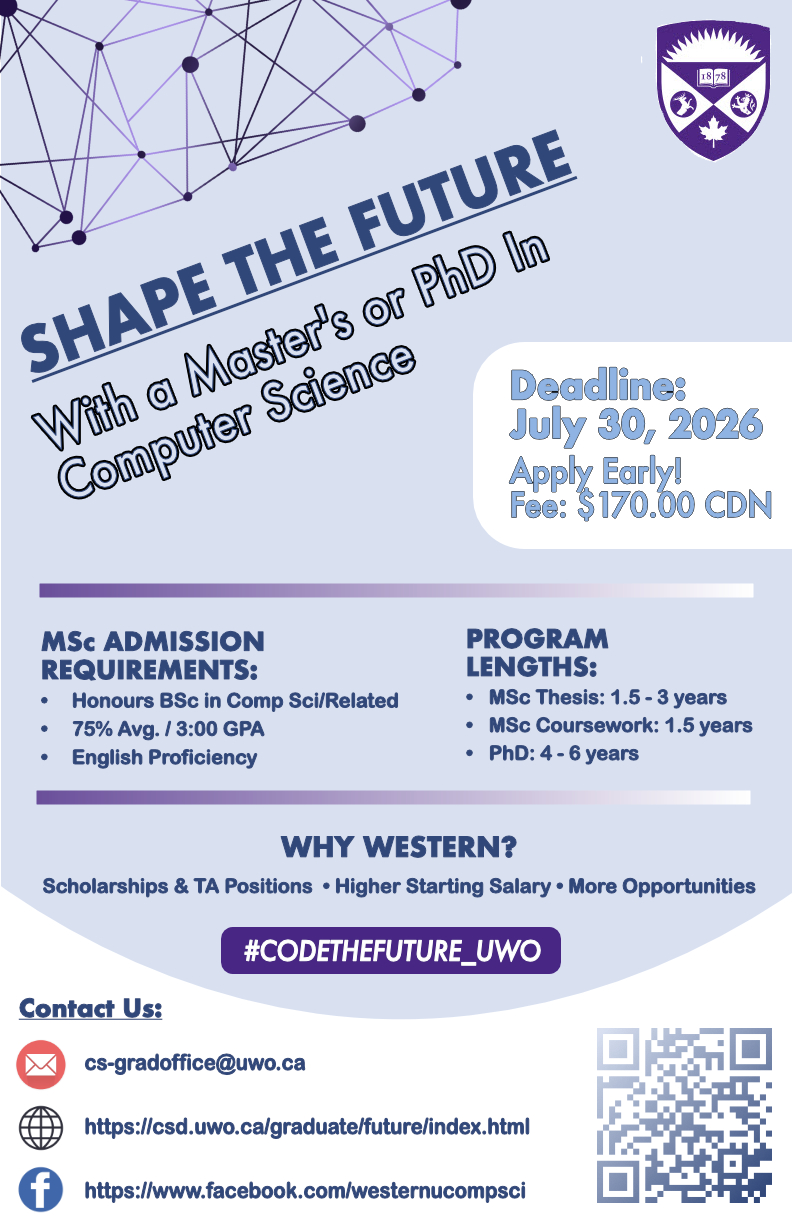 1878
SHAPE THE FUTURE
With a Master's or PhD In
Computer Science
Deadline:
July 30, 2026
Apply Early!
Fee: $170.00 CDN
MSc ADMISSION
REQUIREMENTS:
• Honours BSc in Comp Sci/Related
• 75% Avg. / 3:00 GPA
• English Proficiency
PROGRAM
LENGTHS:
• MSc Thesis: 1.5 - 3 years
• MSc Coursework: 1.5 years
• PhD: 4 - 6 years
WHY WESTERN?
Scholarships & TA Positions • Higher Starting Salary • More Opportunities
#CODETHEFUTURE_UWO
Contact Us:
cs-gradoffice@uwo.ca
https://csd.uwo.ca/graduate/future/index.html
https://www.facebook.com/westernucompsci